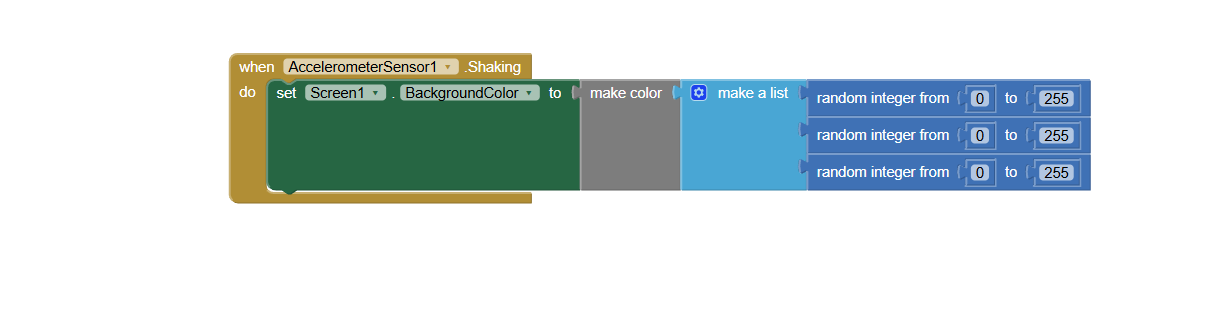 when AccelerometerSensor1 .Shaking
do set Screen1 . BackgroundColor to make color make a list random integer from 0 to 255
random integer from 0 to 255
random integer from 0 to 255